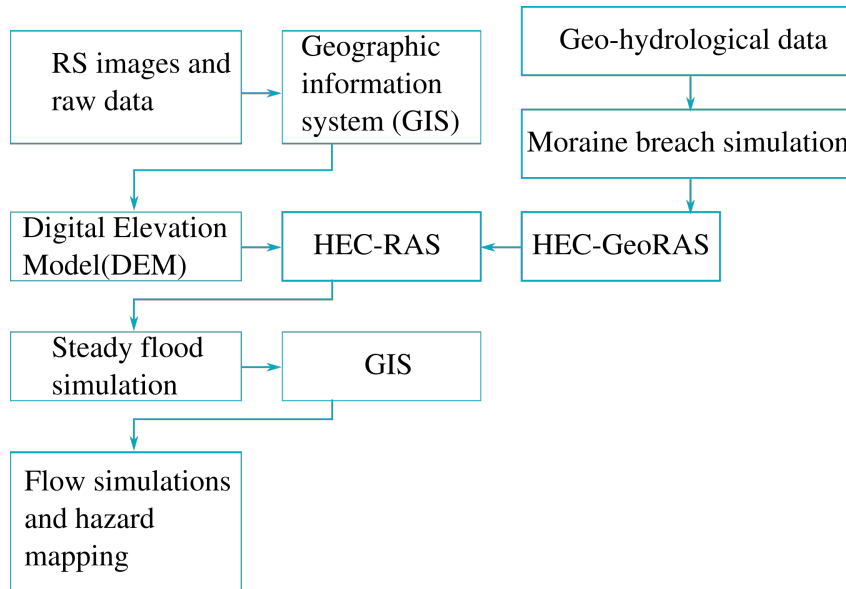 RS images and
raw data
Geographic
information
system (GIS)
Geo-hydrological data
Moraine breach simulation
Digital Elevation
Model(DEM)
HEC-RAS
HEC-GeoRAS
Steady flood
simulation
GIS
Flow simulations
and hazard
mapping